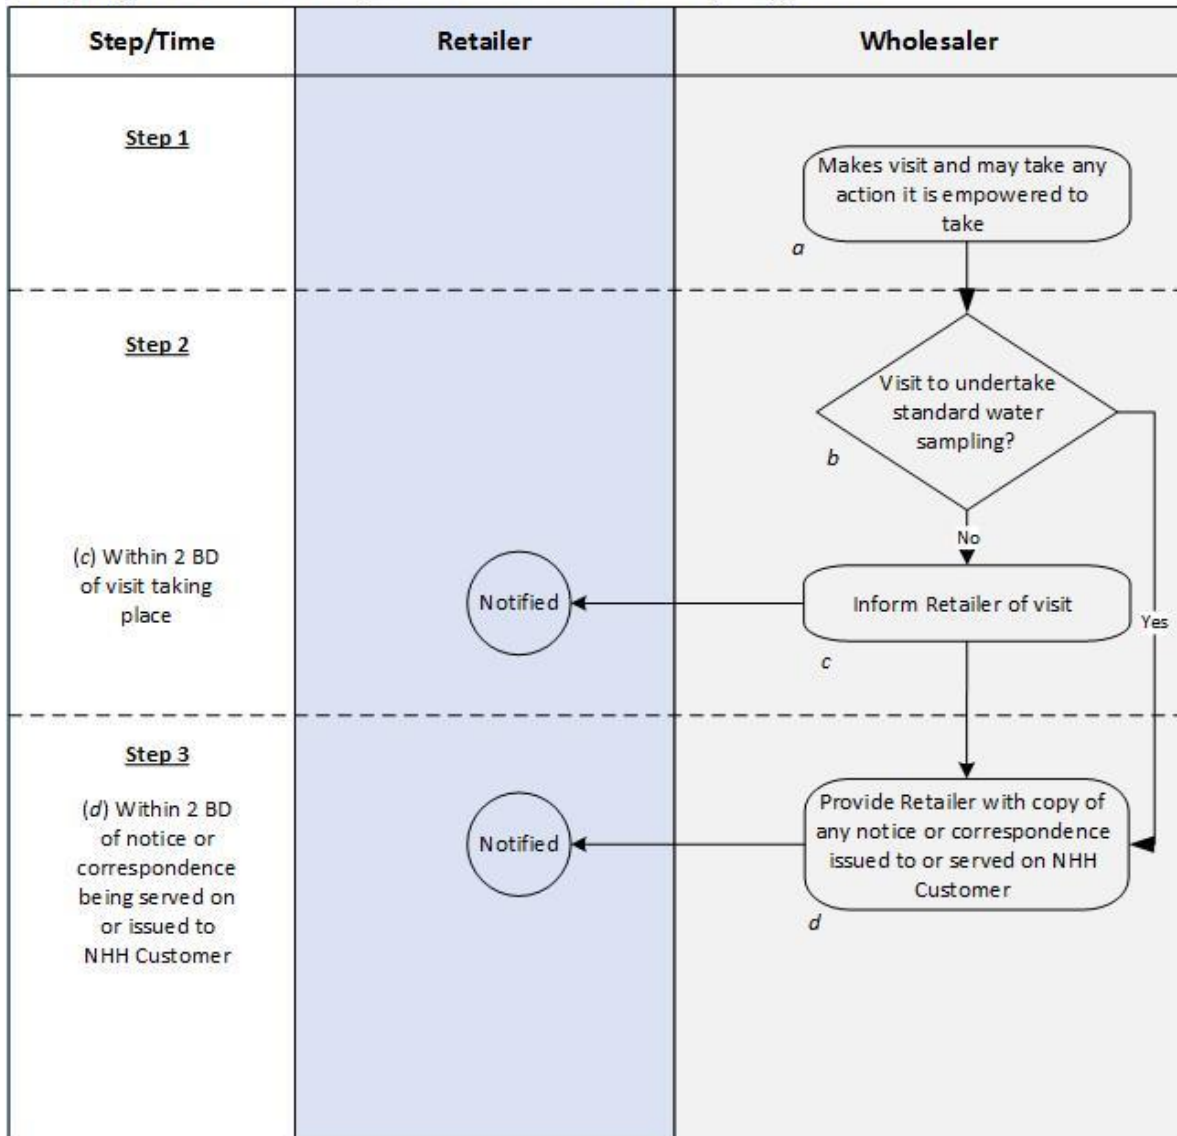 Step/Time
Retailer
Wholesaler
Step 1
Makes visit and may take any
action it is empowered to
take
a
Step 2
Visit to undertake
standard water
sampling?
b
No
(c) Within 2 BD
of visit taking
place
Notified
Inform Retailer of visit
Yes
c
Step 3
(d) Within 2 BD
of notice or
correspondence
being served on
or issued to
NHH Customer
Notified
Provide Retailer with copy of
any notice or correspondence
issued to or served on NHH
Customer
d